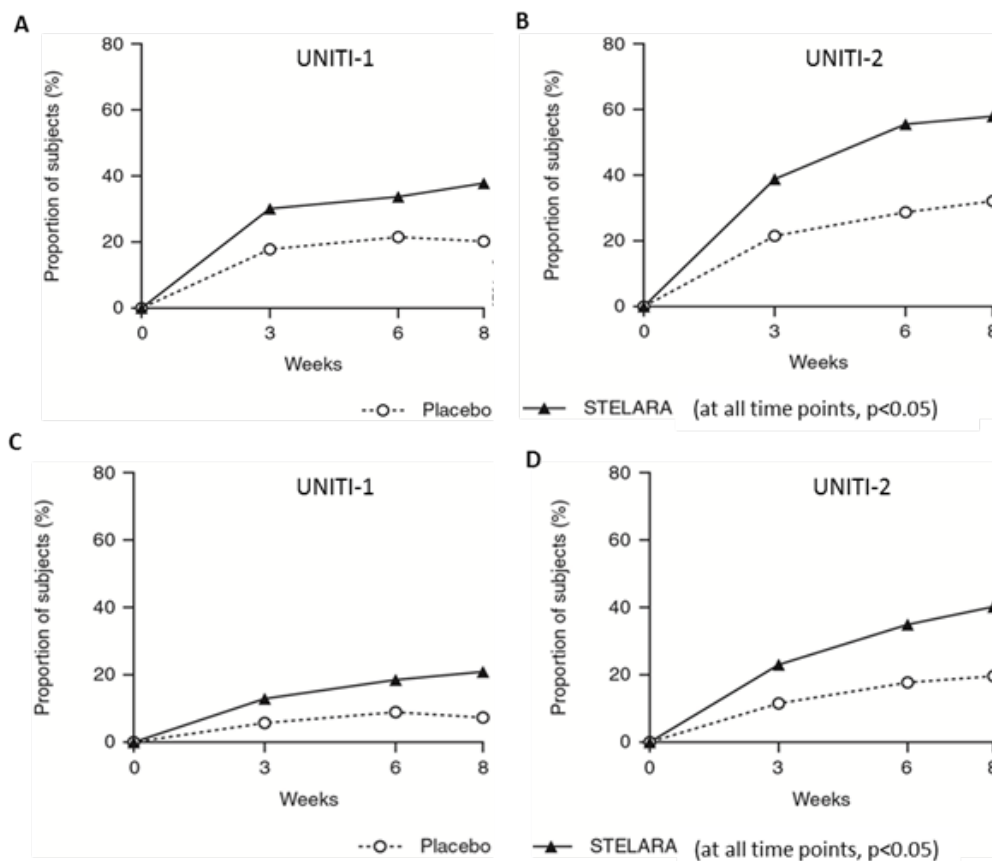 A
UNITI-1
Proportion of subjects (%)
80
60
40
20
0
0 3 6 8
Weeks
B
UNITI-2
Proportion of subjects (%)
80
60
40
20
0
0 3 6 8
Weeks
Placebo STELARA (at all time points, p<0.05)
C
UNITI-1
Proportion of subjects (%)
80
60
40
20
0
0 3 6 8
Weeks
D
UNITI-2
Proportion of subjects (%)
80
60
40
20
0
0 3 6 8
Weeks
Placebo STELARA (at all time points, p<0.05)